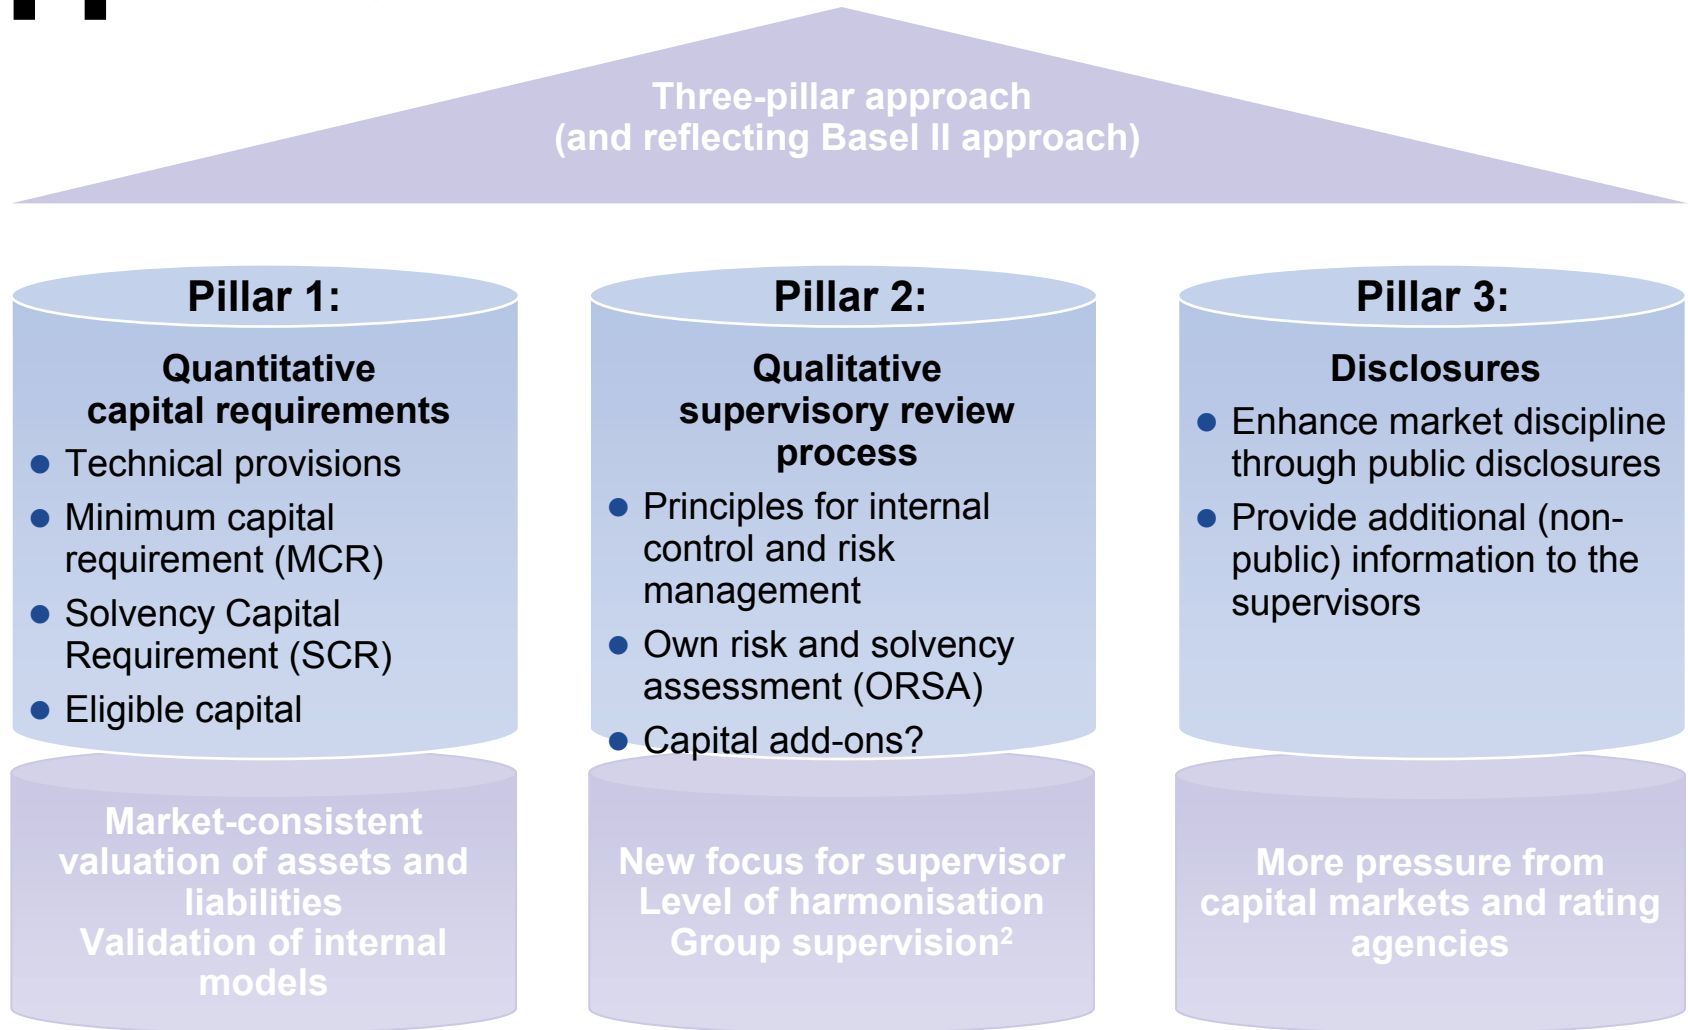 Three-pillar approach
(and reflecting Basel II approach)
Pillar 1:
Quantitative
capital requirements
● Technical provisions
● Minimum capital
requirement (MCR)
● Solvency Capital
Requirement (SCR)
● Eligible capital
Market-consistent
valuation of assets and
liabilities
Validation of internal
models
Pillar 2:
Qualitative
supervisory review
process
● Principles for internal
control and risk
management
● Own risk and solvency
assessment (ORSA)
● Capital add-ons?
New focus for supervisor
Level of harmonisation
Group supervision²
Pillar 3:
Disclosures
● Enhance market discipline
through public disclosures
● Provide additional (non-
public) information to the
supervisors
More pressure from
capital markets and rating
agencies